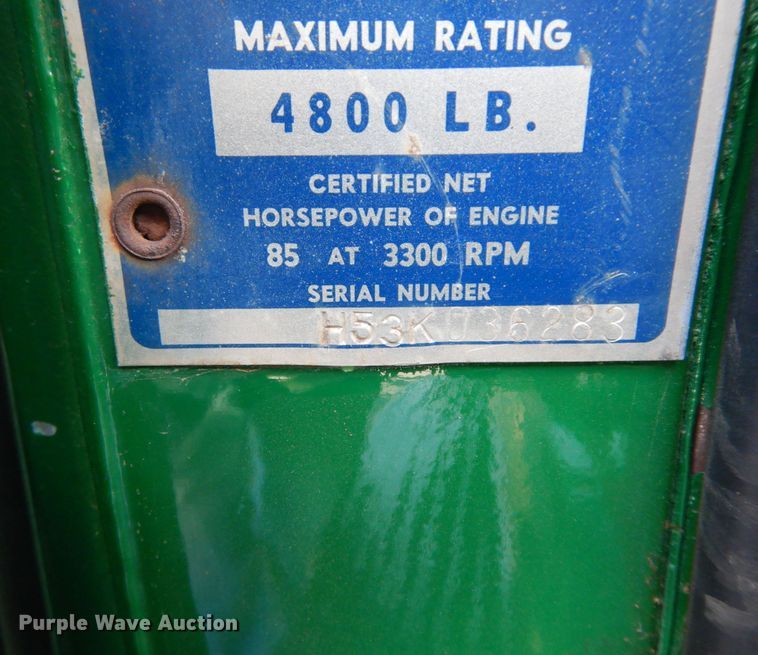 MAXIMUM RATING
4800 LB.
CERTIFIED NET
HORSEPOWER OF ENGINE
85 AT 3300 RPM
SERIAL NUMBER
H53K036283
Purple Wave Auction